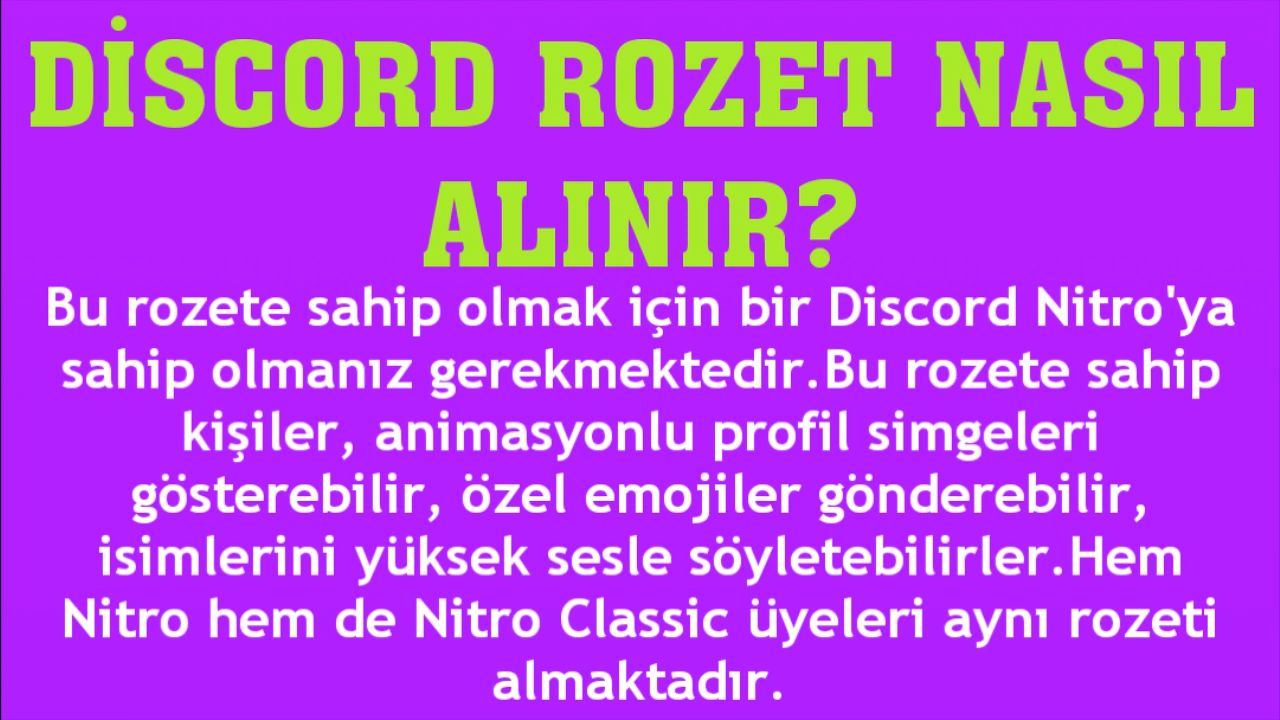 DİSCORD ROZET NASIL
ALINIR?
Bu rozete sahip olmak için bir Discord Nitro'ya
sahip olmanız gerekmektedir.Bu rozete sahip
kişiler, animasyonlu profil simgeleri
gösterebilir, özel emojiler gönderebilir,
isimlerini yüksek sesle söyletebilirler.Hem
Nitro hem de Nitro Classic üyeleri aynı rozeti
almaktadır.